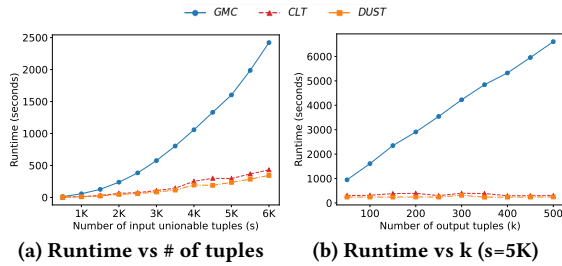 GMC CLT DUST
2500
2000
1500
1000
500
0
Runtime (seconds)
1K 2K 3K 4K 5K 6K
Number of input unionable tuples (s)
(a) Runtime vs # of tuples
6000
5000
4000
3000
2000
1000
0
Runtime (seconds)
100 200 300 400 500
Number of output tuples (k)
(b) Runtime vs k (s=5K)